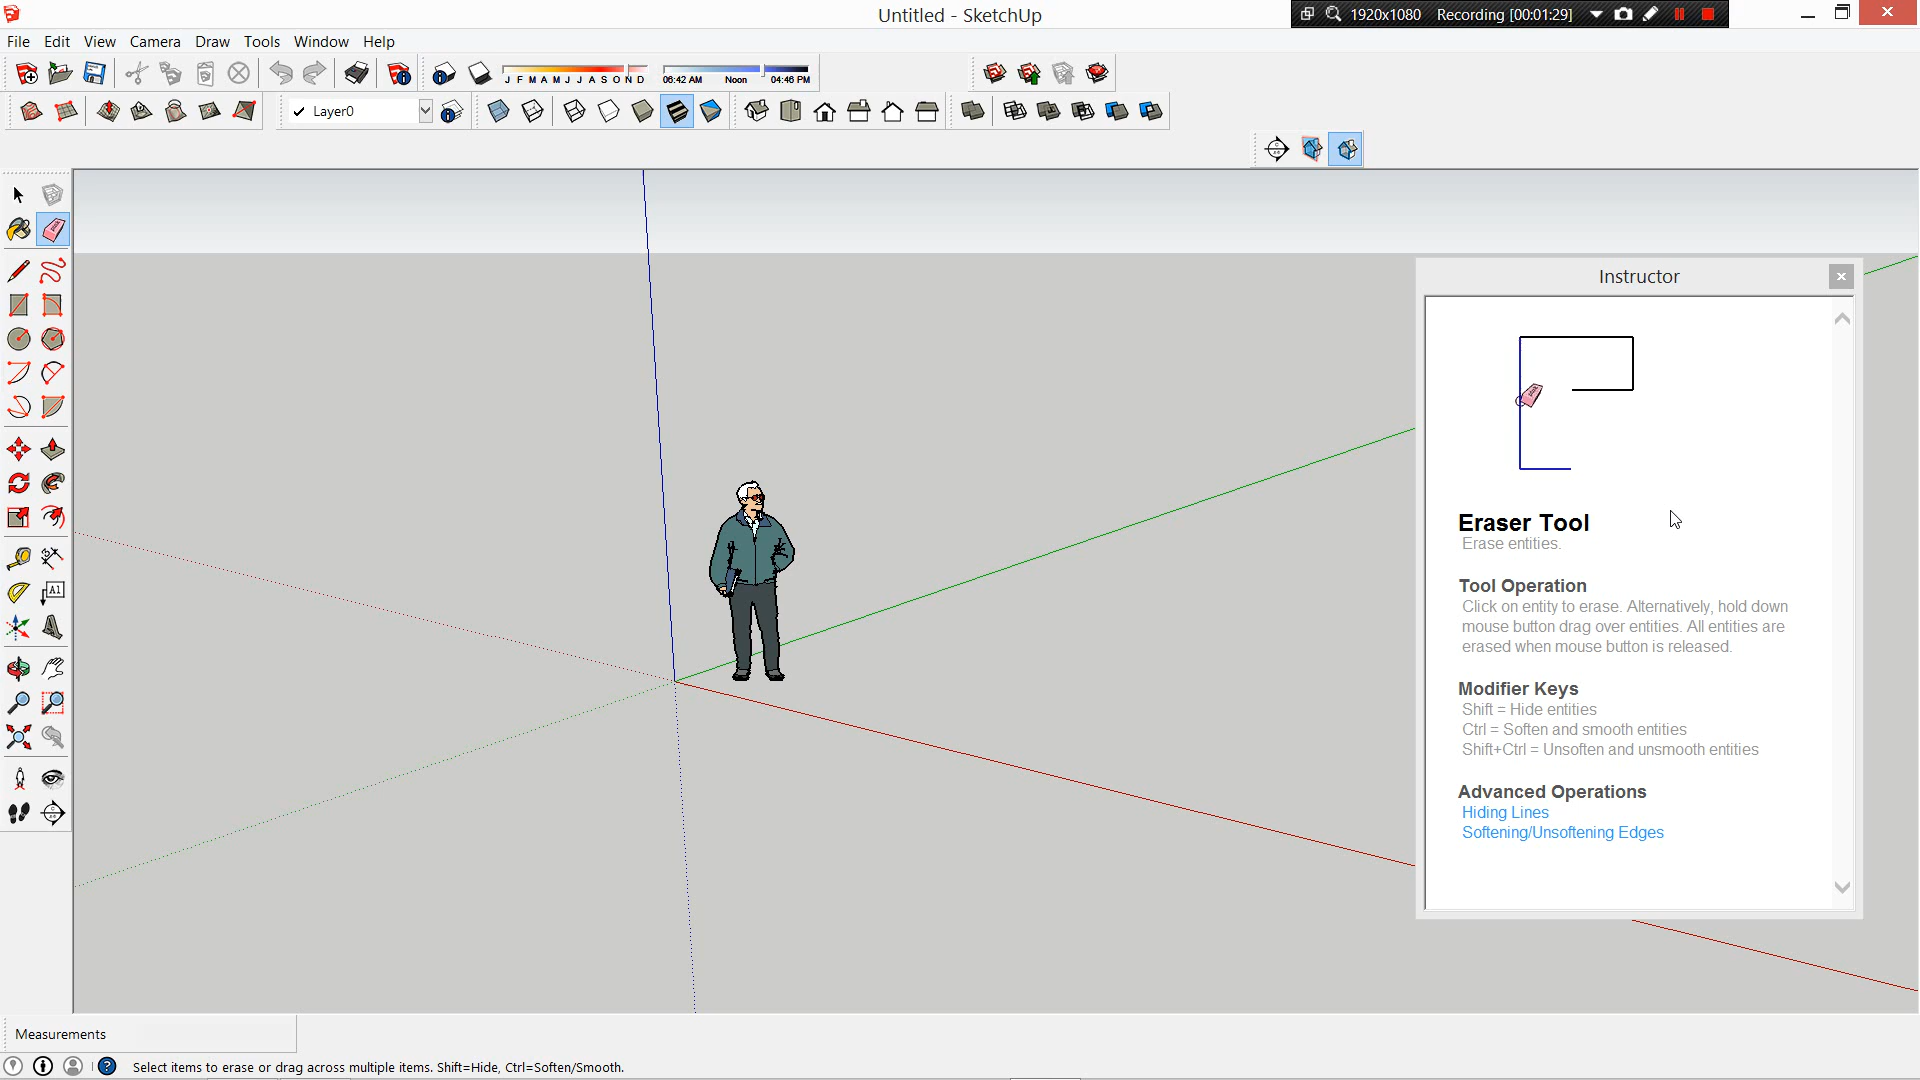 Untitled - SketchUp
1920x1080 Recording [00:01:29]
File Edit View Camera Draw Tools Window Help
J F M A M J J A S O N D
06:42 AM Noon 04:46 PM
Layer0
Instructor
Eraser Tool
Erase entities.
Tool Operation
Click on entity to erase. Alternatively, hold down
mouse button drag over entities. All entities are
erased when mouse button is released.
Modifier Keys
Shift = Hide entities
Ctrl = Soften and smooth entities
Shift+Ctrl = Unsoften and unsmooth entities
Advanced Operations
Hiding Lines
Softening/Unsoftening Edges
A1
Measurements
Select items to erase or drag across multiple items. Shift=Hide, Ctrl=Soften/Smooth.